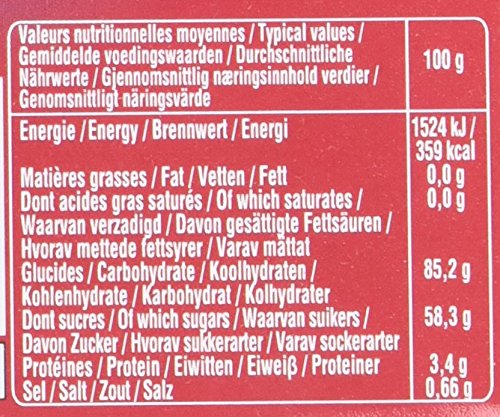 Valeurs nutritionnelles moyennes / Typical values /
Gemiddelde voedingswaarden / Durchschnittliche
Nährwerte / Gjennomsnittlig næringsinnhold verdier /
Genomsnittligt näringsvärde
100 g
Energie / Energy / Brennwert / Energi 1524 kJ /
359 kcal
Matières grasses / Fat / Vetten / Fett 0,0 g
Dont acides gras saturés / Of which saturates / 0,0 g
Waarvan verzadigd / Davon gesättigte Fettsäuren /
Hvorav mettede fettsyrer / Varav mättat
Glucides / Carbohydrate / Koolhydraten / 85,2 g
Kohlenhydrate / Karbohydrat / Kolhydrater
Dont sucres / Of which sugars / Waarvan suikers / 58,3 g
Davon Zucker / Hvorav sukkerarter / Varav sockerarter
Protéines / Protein / Eiwitten / Eiweiß / Proteiner 3,4 g
Sel / Salt / Zout / Salz 0,66 g